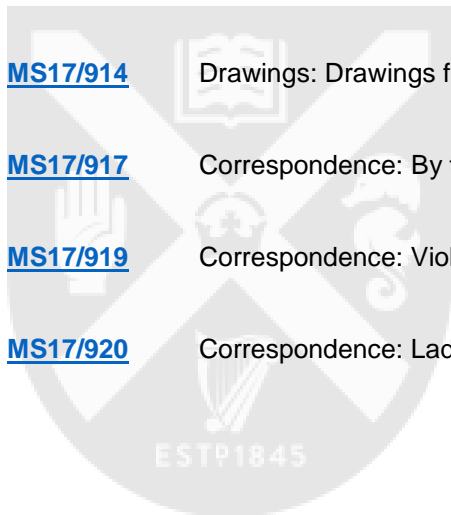 MS17/914 Drawings: Drawings f
MS17/917 Correspondence: By
MS17/919 Correspondence: Viol
MS17/920 Correspondence: Lad
ESTD1845